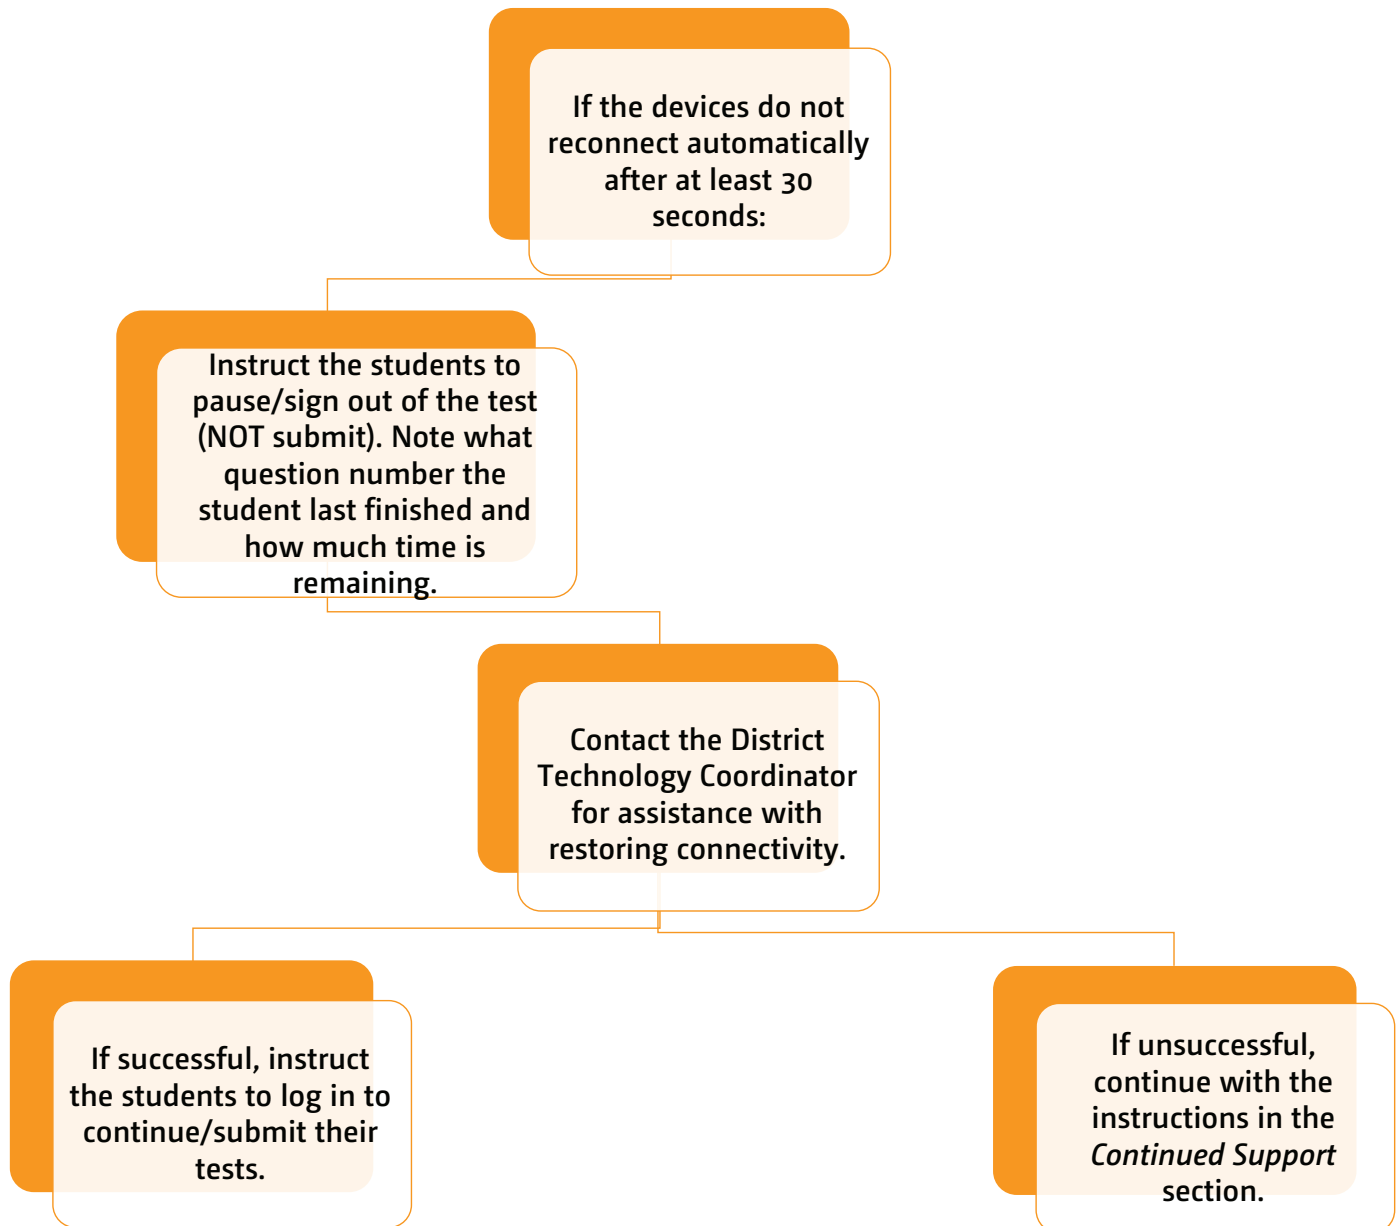 If the devices do not
reconnect automatically
after at least 30
seconds:
Instruct the students to
pause/sign out of the test
(NOT submit). Note what
question number the
student last finished and
how much time is
remaining.
Contact the District
Technology Coordinator
for assistance with
restoring connectivity.
If successful, instruct
the students to log in to
continue/submit their
tests.
If unsuccessful,
continue with the
instructions in the
Continued Support
section.